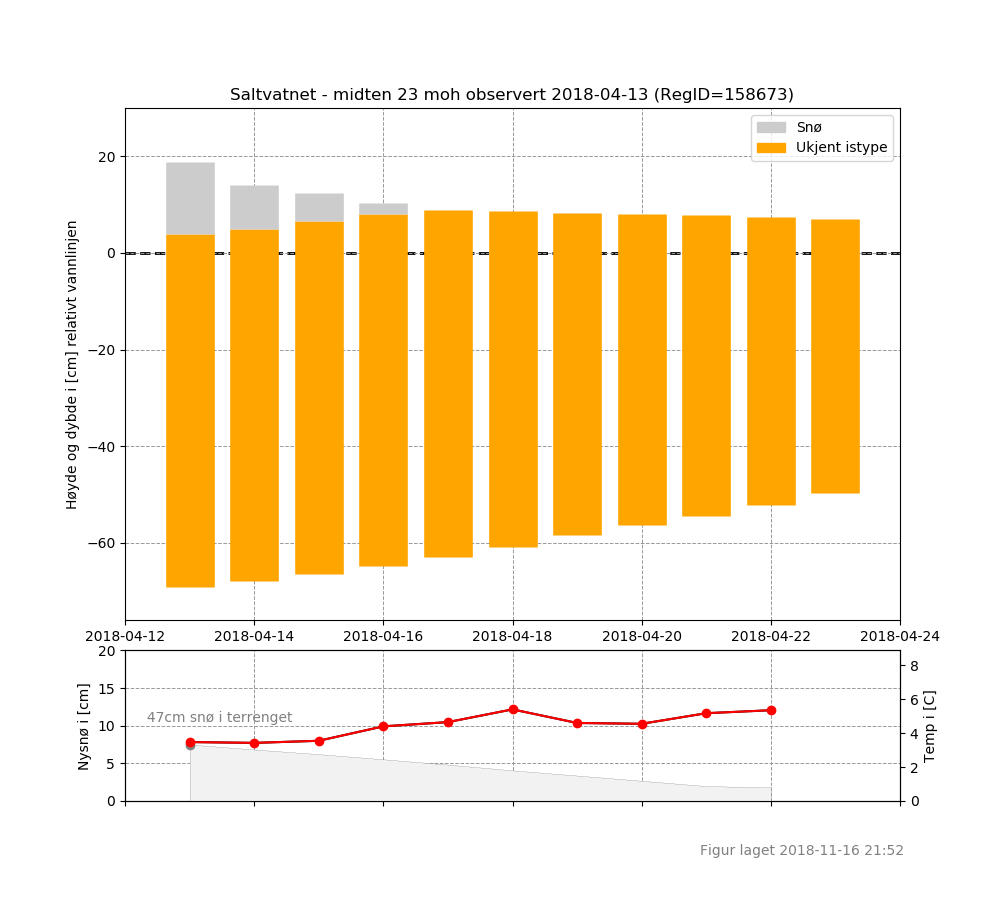 Saltvatnet - midten 23 moh observert 2018-04-13 (RegID=158673)
Snø
Ukjent istype
Høyde og dybde i [cm] relativt vannlinjen
20
0
−20
−40
−60
2018-04-12 2018-04-14 2018-04-16 2018-04-18 2018-04-20 2018-04-22 2018-04-24
Nysnø i [cm]
20
15
10
5
0
47cm snø i terrenget
8
6
4
2
0
Temp i [C]
Figur laget 2018-11-16 21:52